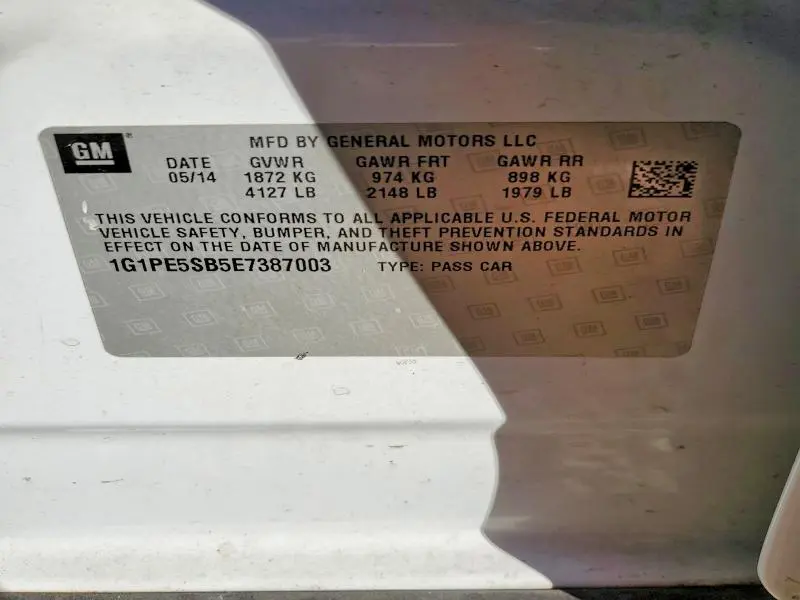 GM
MFD BY GENERAL MOTORS LLC
DATE GVWR GAWR FRT GAWR RR
05/14 1872 KG 974 KG 898 KG
4127 LB 2148 LB 1979 LB
THIS VEHICLE CONFORMS TO ALL APPLICABLE U.S. FEDERAL MOTOR
VEHICLE SAFETY, BUMPER, AND THEFT PREVENTION STANDARDS IN
EFFECT ON THE DATE OF MANUFACTURE SHOWN ABOVE.
1G1PE5SB5E7387003 TYPE: PASS CAR